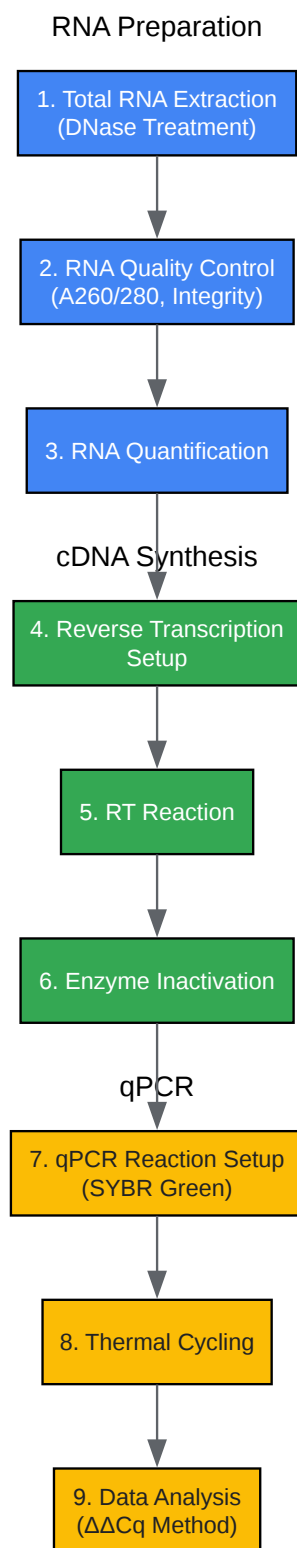 RNA Preparation
1. Total RNA Extraction
(DNase Treatment)
2. RNA Quality Control
(A260/280, Integrity)
3. RNA Quantification
cDNA Synthesis
4. Reverse Transcription
Setup
5. RT Reaction
6. Enzyme Inactivation
qPCR
7. qPCR Reaction Setup
(SYBR Green)
8. Thermal Cycling
9. Data Analysis
(ΔΔCq Method)